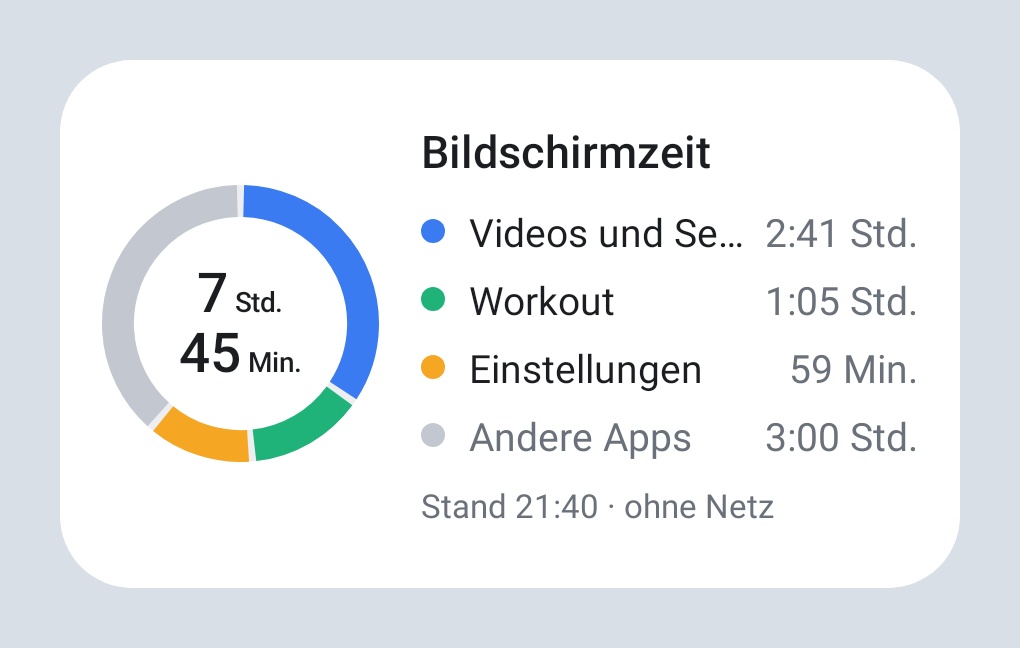 Bildschirmzeit
7 Std.
45 Min.
Videos und Se... 2:41 Std.
Workout 1:05 Std.
Einstellungen 59 Min.
Andere Apps 3:00 Std.
Stand 21:40 · ohne Netz